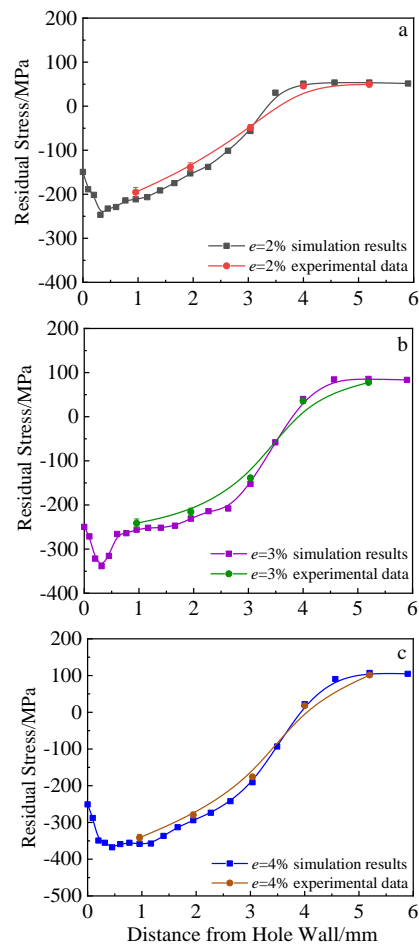 200
a
100
0
-100
-200
-300
-400
Residual Stress/MPa
e=2% simulation results
e=2% experimental data
0 1 2 3 4 5 6
200
b
100
0
-100
-200
-300
-400
Residual Stress/MPa
e=3% simulation results
e=3% experimental data
0 1 2 3 4 5 6
200
c
100
0
-100
-200
-300
-400
-500
Residual Stress/MPa
e=4% simulation results
e=4% experimental data
0 1 2 3 4 5 6
Distance from Hole Wall/mm